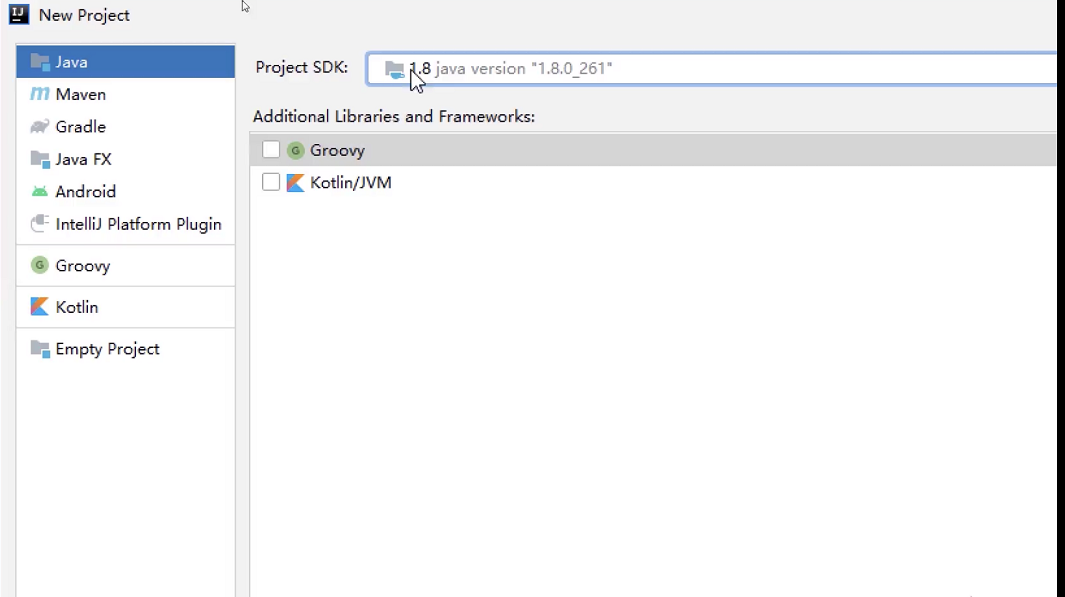 New Project
Java
Maven
Gradle
Java FX
Android
IntelliJ Platform Plugin
Groovy
Kotlin
Empty Project
Project SDK: 1.8 java version "1.8.0_261"
Additional Libraries and Frameworks:
Groovy
Kotlin/JVM